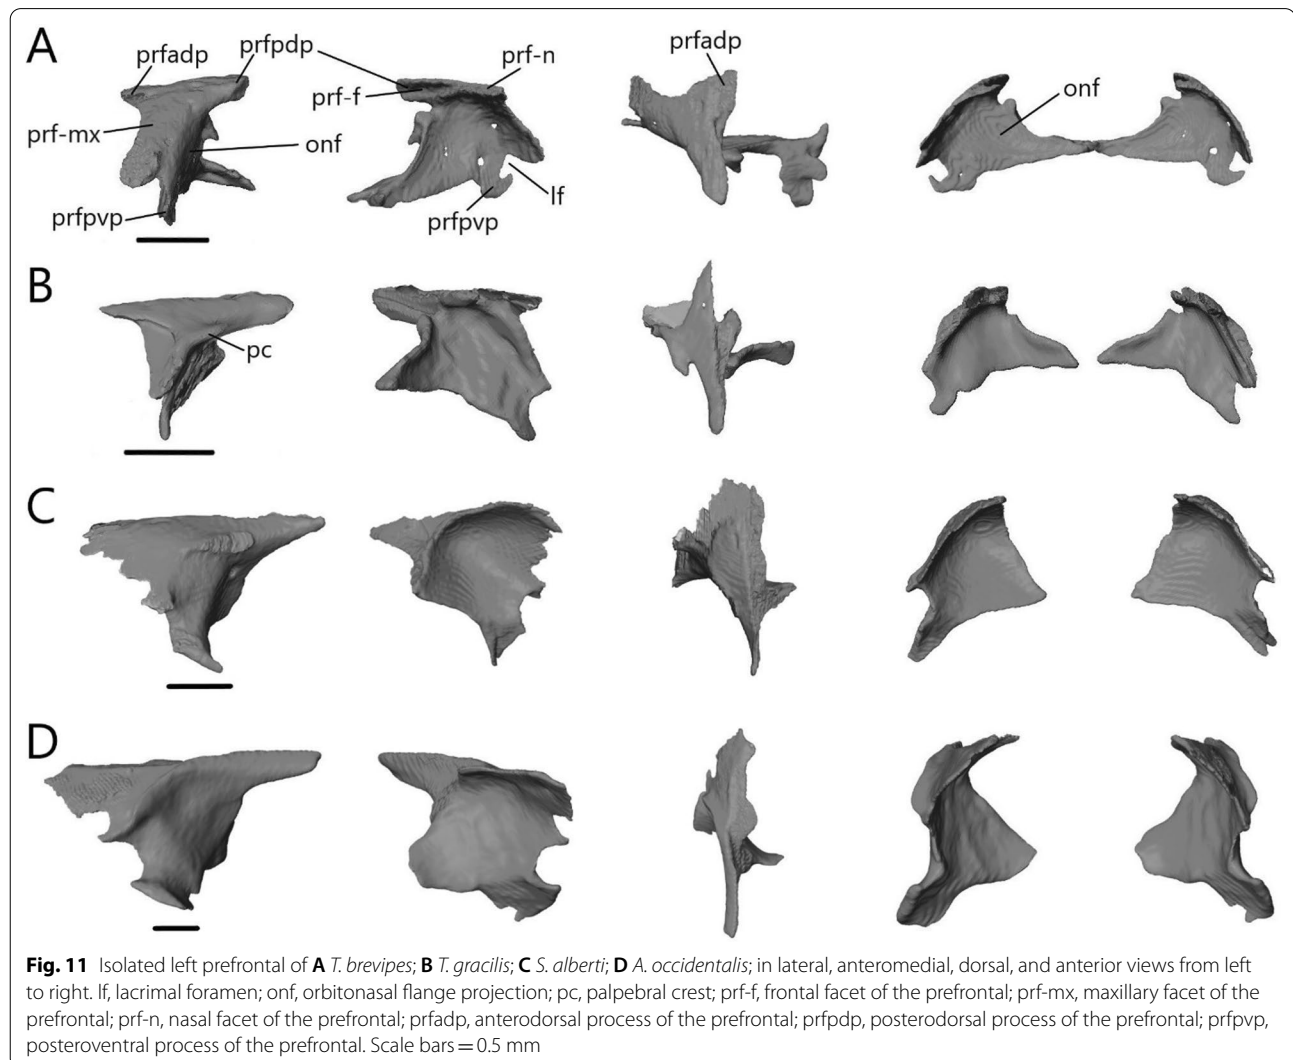 A
prfadp
prfpdp
prf-n
prfadp
prf-f
onf
prf-mx
onf
lf
prfpvp
prfpvp
B
pc
C
D
Fig. 11 Isolated left prefrontal of A T. brevipes; B T. gracilis; C S. alberti; D A. occidentalis; in lateral, anteromedial, dorsal, and anterior views from left
to right. lf, lacrimal foramen; onf, orbitonasal flange projection; pc, palpebral crest; prf-f, frontal facet of the prefrontal; prf-mx, maxillary facet of the
prefrontal; prf-n, nasal facet of the prefrontal; prfadp, anterodorsal process of the prefrontal; prfpdp, posterodorsal process of the prefrontal; prfpvp,
posteroventral process of the prefrontal. Scale bars = 0.5 mm